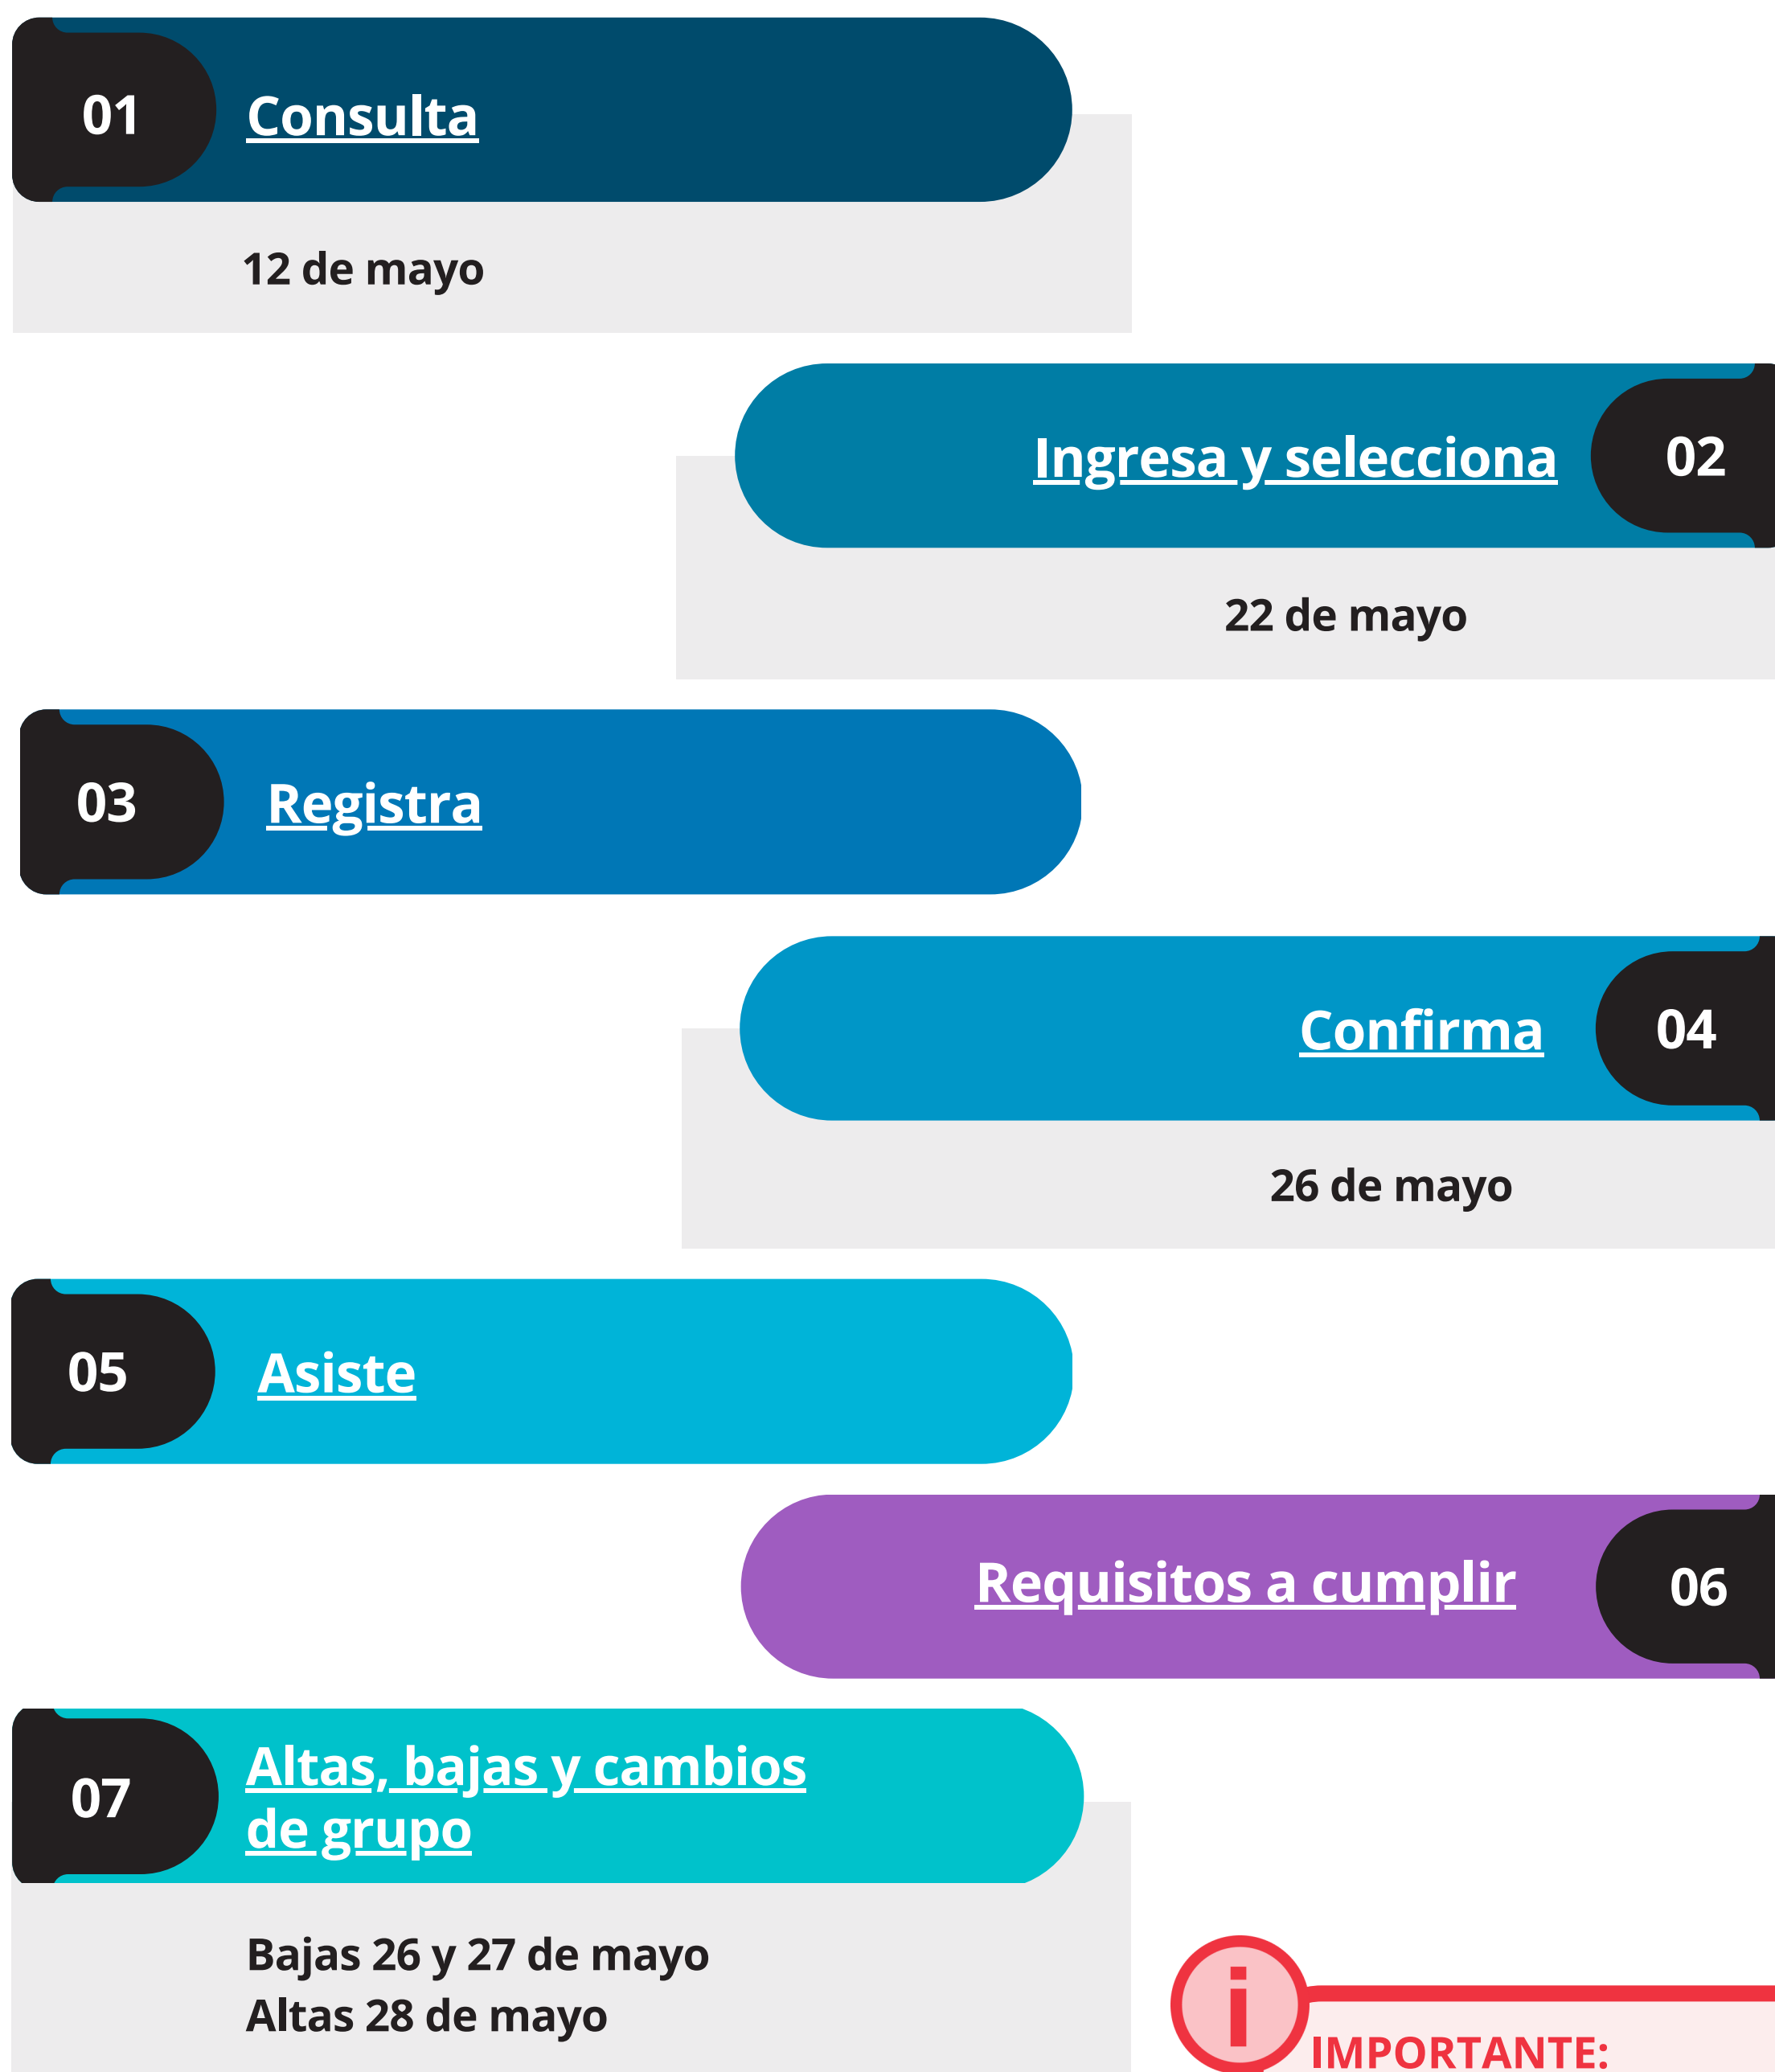 01
Consulta
12 de mayo
Ingresa y selecciona
02
22 de mayo
03
Registra
Confirma
04
26 de mayo
05
Asiste
Requisitos a cumplir
06
07
Altas, bajas y cambios
de grupo
Bajas 26 y 27 de mayo
Altas 28 de mayo
i
IMPORTANTE: